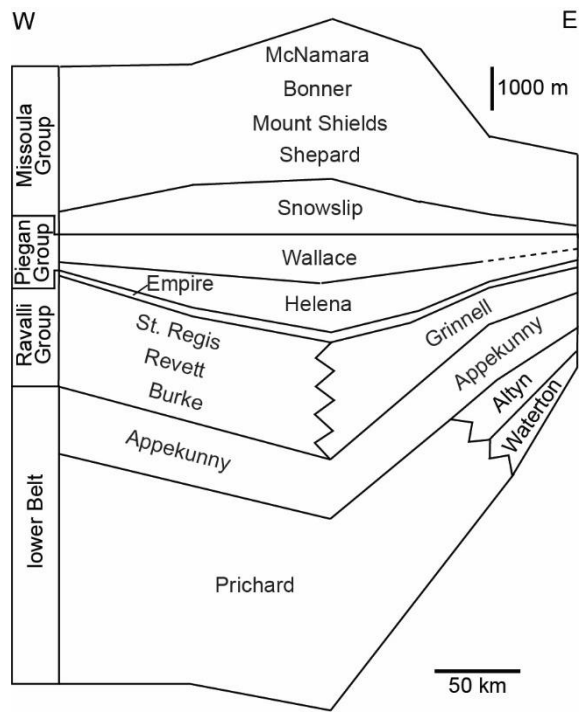 W
E
McNamara
Bonner
Mount Shields
Shepard
1000 m
Missoula
Group
Snowslip
Piegan
Group
Wallace
Empire
Helena
Ravalli
Group
St. Regis
Revett
Burke
Grinnell
Appekunny
Altyn
Waterton
Appekunny
lower Belt
Prichard
50 km